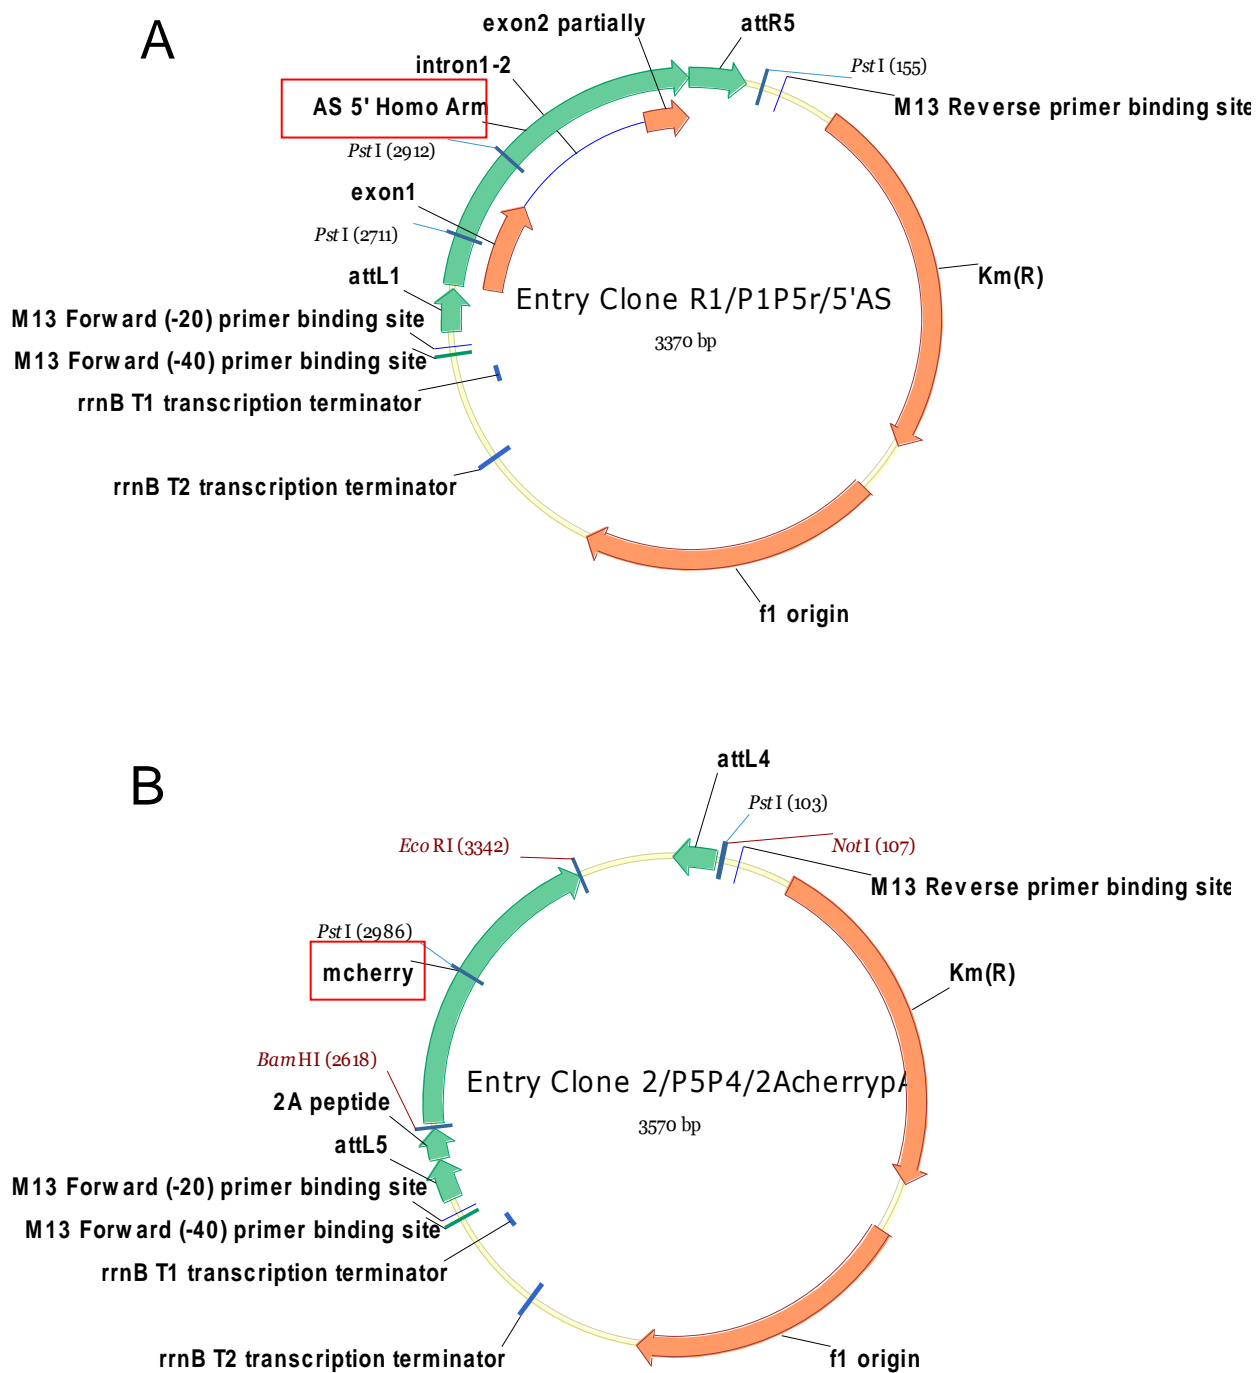 A
exon2 partially
attR5
intron1-2
PstI (155)
AS 5' Homo Arm
M13 Reverse primer binding site
PstI (2912)
exon1
PstI (2711)
attL1
Km(R)
Entry Clone R1/P1P5r/5'AS
M13 Forward (-20) primer binding site
3370 bp
M13 Forward (-40) primer binding site
rrnB T1 transcription terminator
rrnB T2 transcription terminator
f1 origin
B
attL4
PstI (103)
EcoRI (3342)
NotI (107)
M13 Reverse primer binding site
PstI (2986)
mcherry
Km(R)
BamHI (2618)
Entry Clone 2/P5P4/2AcherrypA
2A peptide
3570 bp
attL5
M13 Forward (-20) primer binding site
M13 Forward (-40) primer binding site
rrnB T1 transcription terminator
rrnB T2 transcription terminator
f1 origin